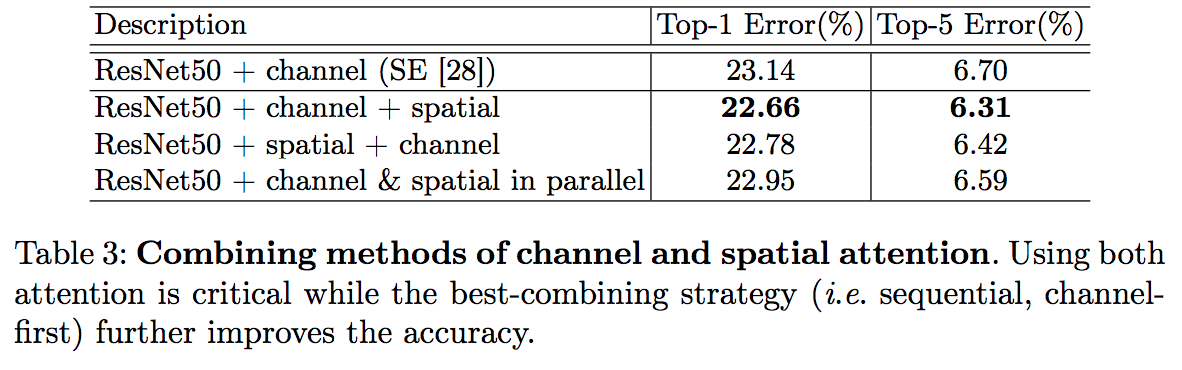 Description Top-1 Error(%) Top-5 Error(%)
ResNet50 + channel (SE [28]) 23.14 6.70
ResNet50 + channel + spatial 22.66 6.31
ResNet50 + spatial + channel 22.78 6.42
ResNet50 + channel & spatial in parallel 22.95 6.59
Table 3: Combining methods of channel and spatial attention. Using both
attention is critical while the best-combining strategy (i.e. sequential, channel-
first) further improves the accuracy.